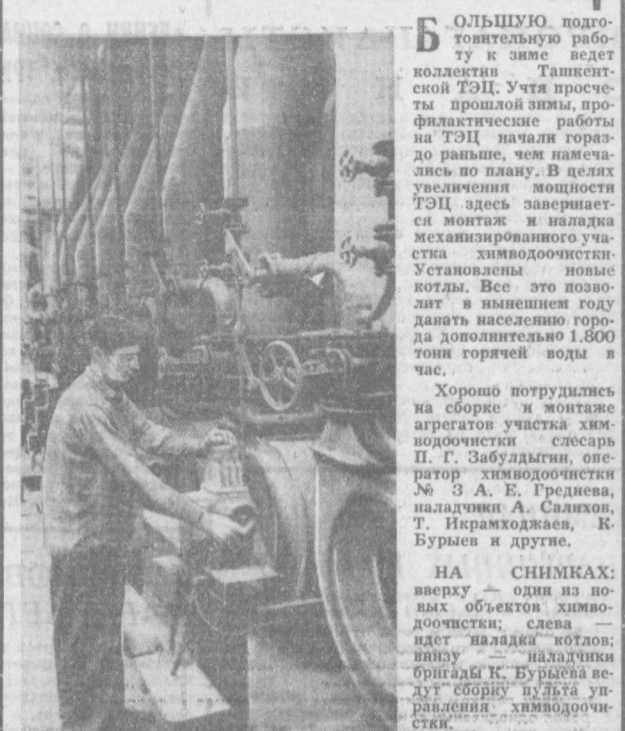 БОЛЬШУЮ подго-
товительную рабо-
ту к зиме ведет
коллектив Ташкент-
ской ТЭЦ. Учтя просче-
ты прошлой зимы, про-
филактические работы
на ТЭЦ начали гораз-
до раньше, чем намеча-
лись по плану. В целях
увеличения мощности
ТЭЦ здесь завершает-
ся монтаж и наладка
механизированного уча-
стка химводоочистки.
Установлены новые
котлы. Все это позво-
лит в нынешнем году
давать населению горо-
да дополнительно 1.800
тонн горячей воды в
час.
Хорошо потрудились
на сборке и монтаже
агрегатов участка хим-
водоочистки слесарь
П. Г. Забулдыгин, опе-
ратор химводоочистки
№ 3 А. Е. Греднева,
наладчики А. Салихов,
Т. Икрамходжаев, К.
Бурыев и другие.
НА СНИМКАХ:
вверху — один из но-
вых объектов химво-
доочистки; слева —
идет наладка котлов;
внизу — наладчики
бригады К. Бурыева ве-
дут сборку пульта уп-
равления химводоочи-
стки.